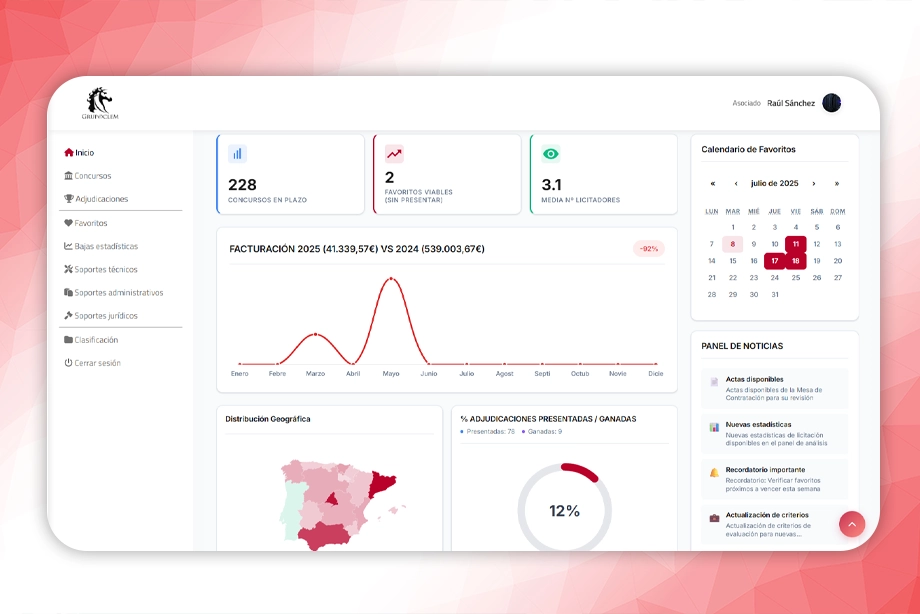 GRUPOCLEM
Asociado Raúl Sánchez
Inicio
Concursos
Adjudicaciones
Favoritos
Bajas estadísticas
Soportes técnicos
Soportes administrativos
Soportes jurídicos
Clasificación
Cerrar sesión
228
CONCURSOS EN PLAZO
2
FAVORITOS VIABLES
(SIN PRESENTAR)
3.1
MEDIA Nº LICITADORES
FACTURACIÓN 2025 (41.339,57€) VS 2024 (539.003,67€)
-92%
Enero Febre Marzo Abril Mayo Junio Julio Agost Septi Octub Novie Dicie
Distribución Geográfica
% ADJUDICACIONES PRESENTADAS / GANADAS
Presentadas: 78 Ganadas: 9
12%
Calendario de Favoritos
« ‹ julio de 2025 › »
LUN MAR MIÉ JUE VIE SÁB DOM
1 2 3 4 5 6
7 8 9 10 11 12 13
14 15 16 17 18 19 20
21 22 23 24 25 26 27
28 29 30 31
PANEL DE NOTICIAS
Actas disponibles
Actas disponibles de la Mesa de
Contratación para su revisión
Nuevas estadísticas
Nuevas estadísticas de licitación
disponibles en el panel de análisis
Recordatorio importante
Recordatorio: Verificar favoritos
próximos a vencer esta semana
Actualización de criterios
Actualización de criterios de
evaluación para nuevas...